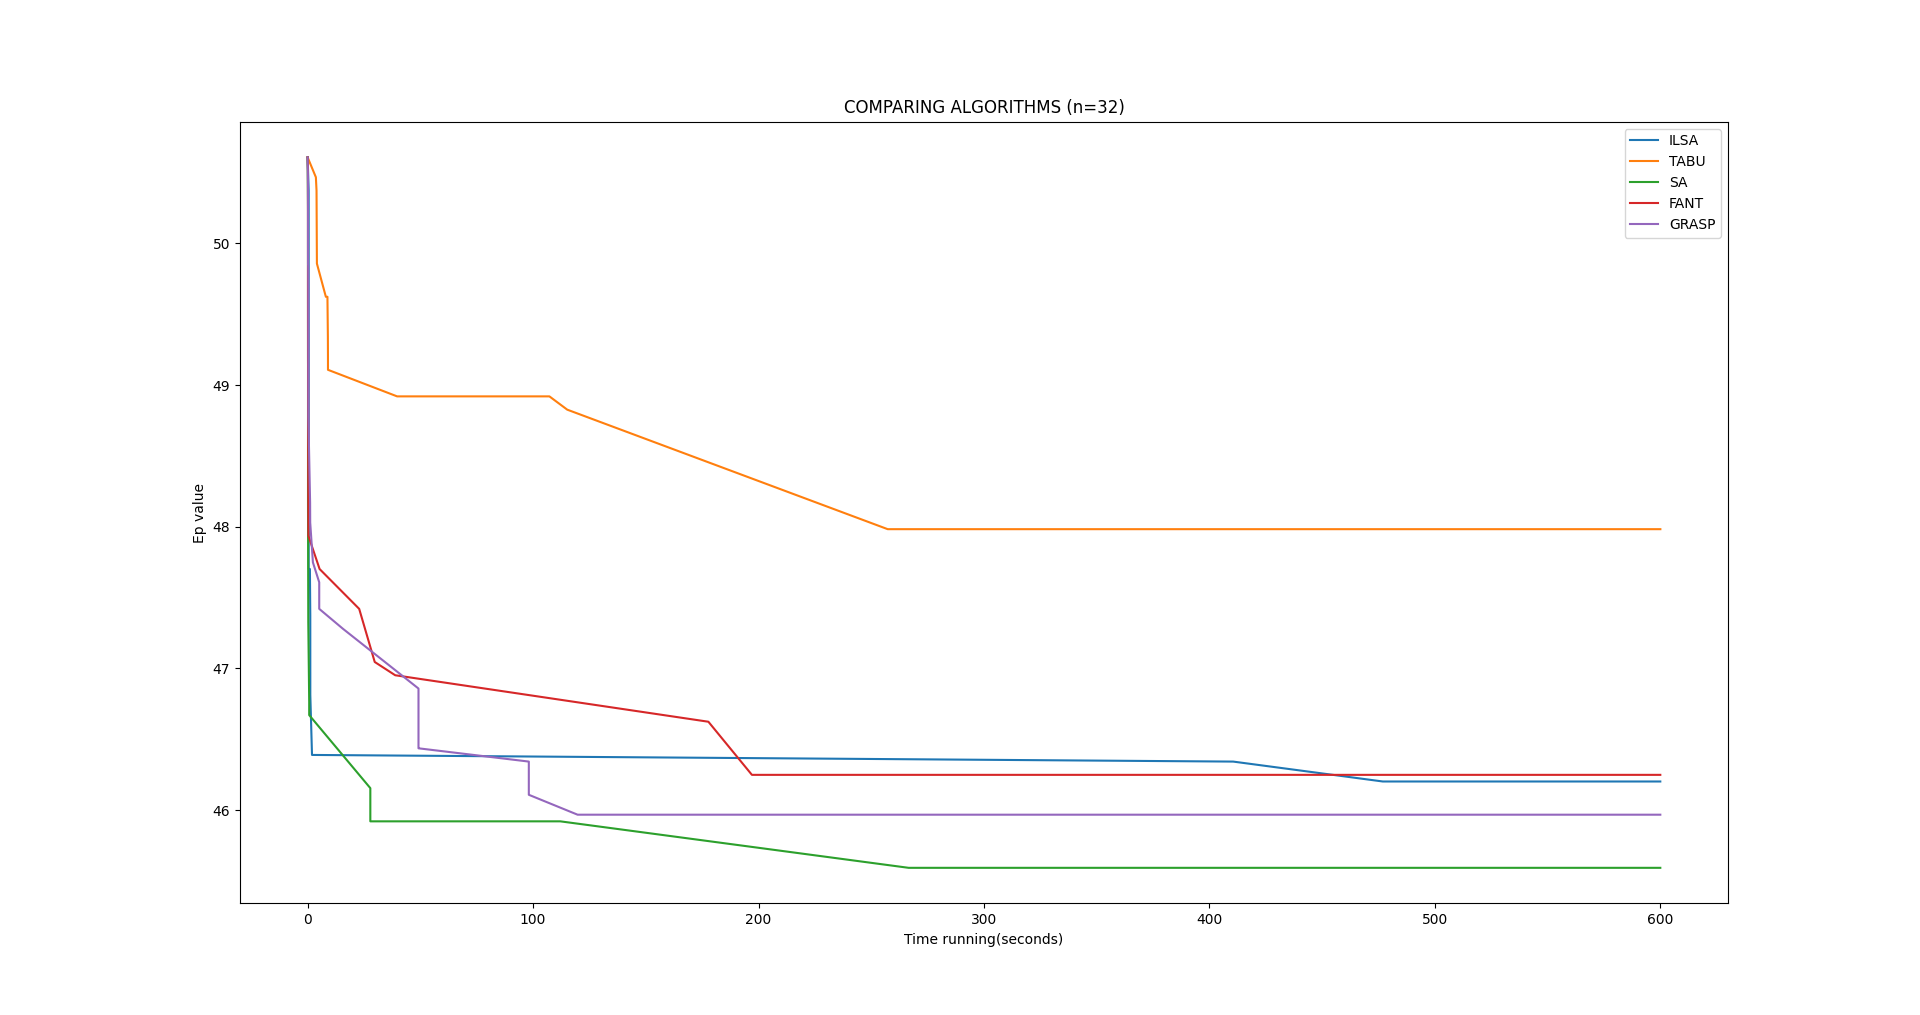 COMPARING ALGORITHMS (n=32)
ILSA
TABU
SA
FANT
GRASP
50
49
48
47
46
Ep value
0 100 200 300 400 500 600
Time running(seconds)